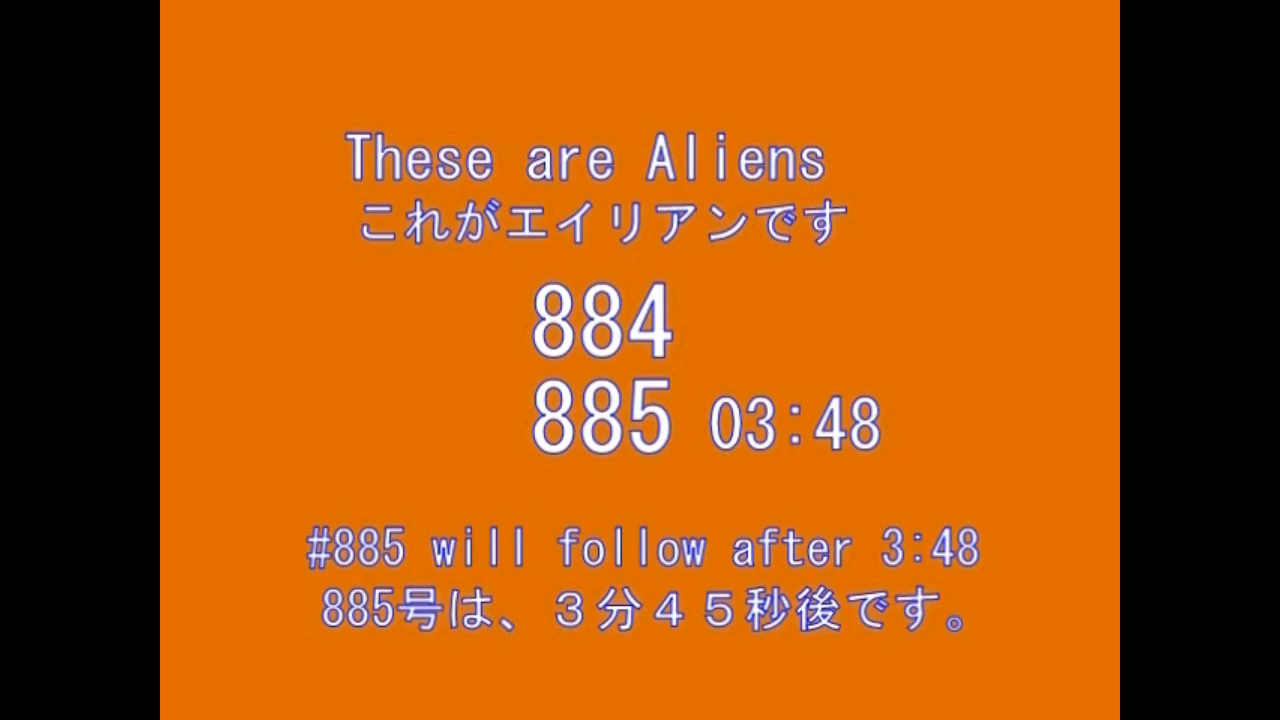 These are Aliens
これがエイリアンです
884
885 03:48
#885 will follow after 3:48
885号は、３分４５秒後です。